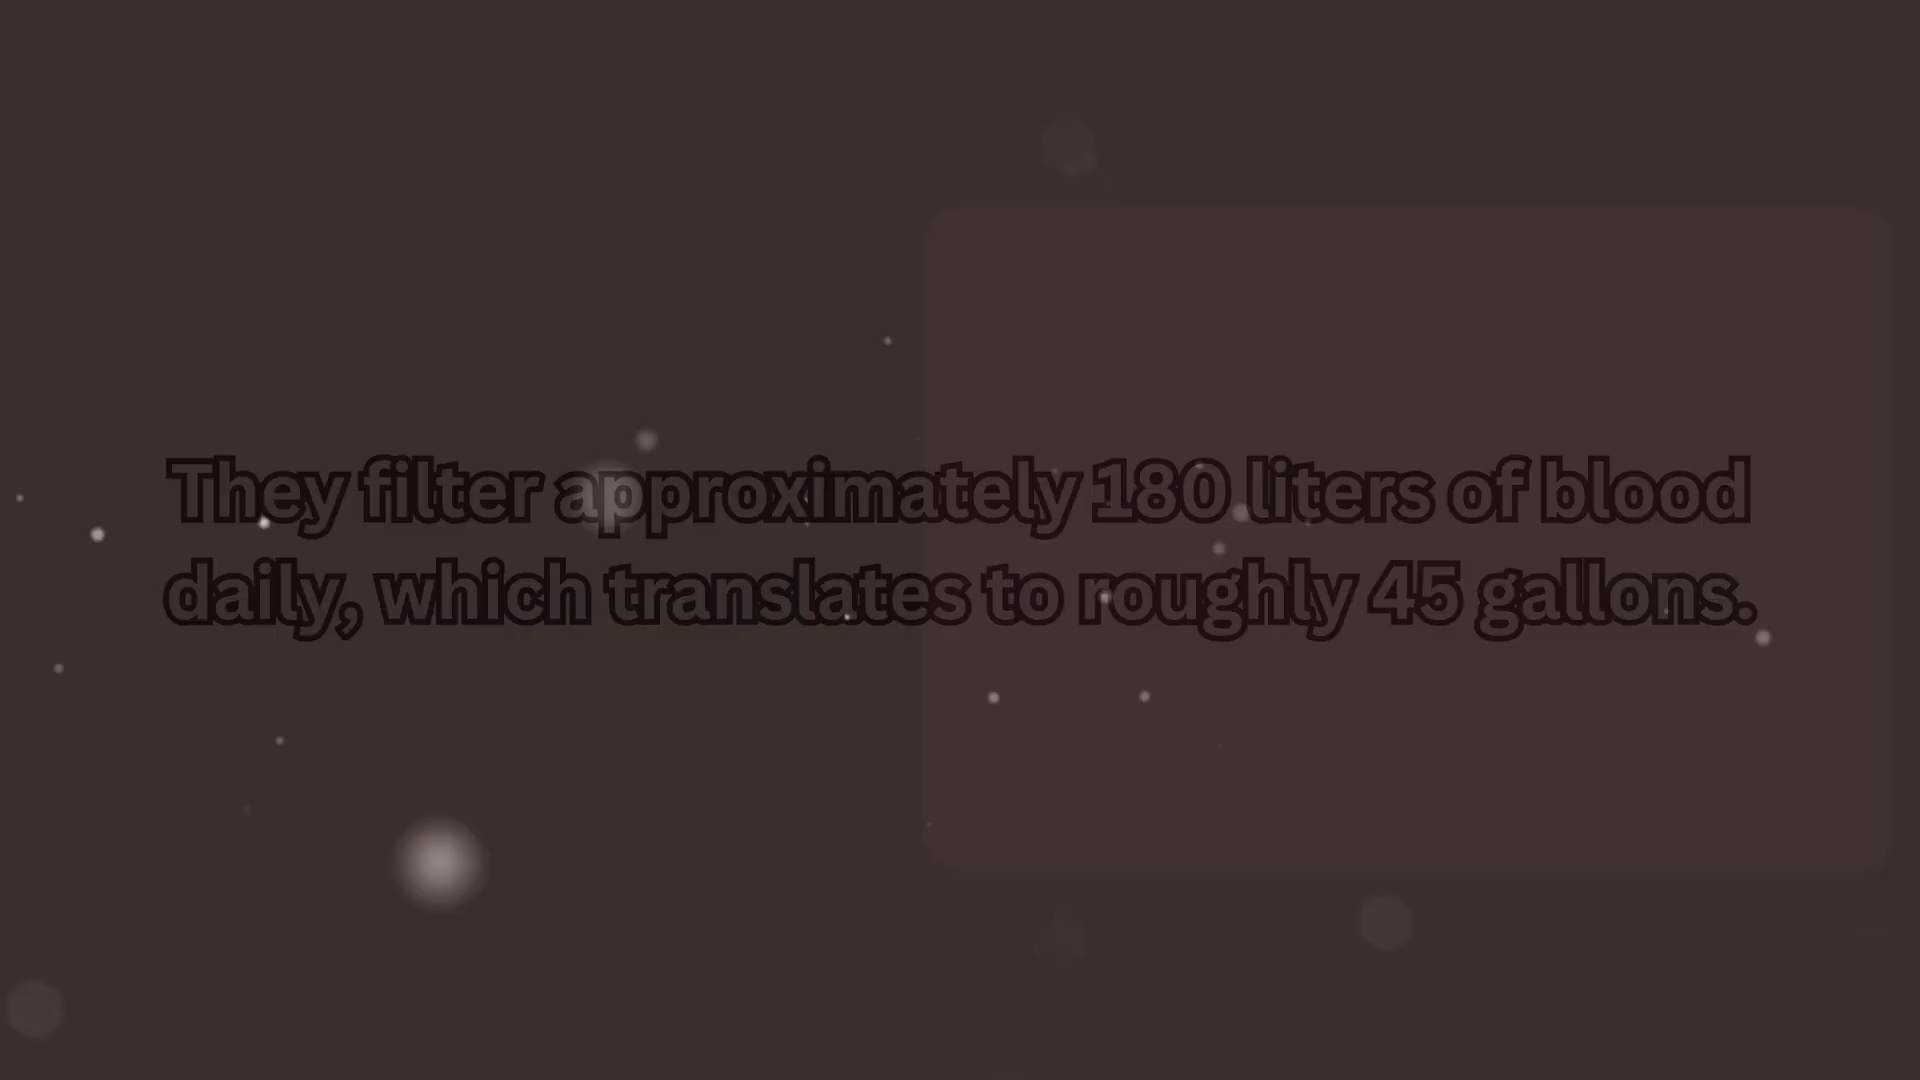 They filter approximately 180 liters of blood
daily, which translates to roughly 45 gallons.